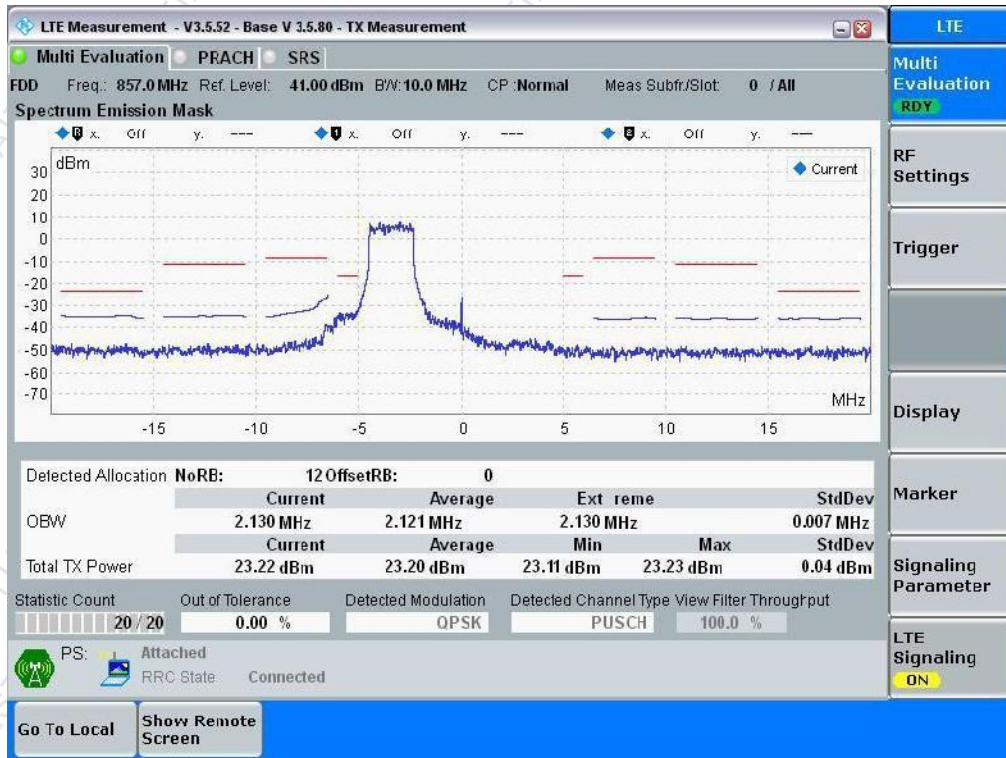 LTE Measurement - V3.5.52 - Base V 3.5.80 - TX Measurement
LTE
Multi Evaluation PRACH SRS
FDD Freq.: 857.0 MHz Ref. Level: 41.00 dBm BW: 10.0 MHz CP :Normal Meas Subfr./Slot: 0 / All
Multi Evaluation
RDY
Spectrum Emission Mask
x. Off y. --- x. Off y. --- x. Off y. ---
dBm
Current
30
20
10
0
-10
-20
-30
-40
-50
-60
-70
MHz
-15 -10 -5 0 5 10 15
RF Settings
Trigger
Display
Marker
Signaling Parameter
LTE Signaling
ON
Detected Allocation NoRB: 12 OffsetRB: 0
Current Average Ext reme StdDev
OBW 2.130 MHz 2.121 MHz 2.130 MHz 0.007 MHz
Current Average Min Max StdDev
Total TX Power 23.22 dBm 23.20 dBm 23.11 dBm 23.23 dBm 0.04 dBm
Statistic Count Out of Tolerance Detected Modulation Detected Channel Type View Filter Throughput
20 / 20 0.00 % QPSK PUSCH 100.0 %
PS: Attached
RRC State Connected
Go To Local
Show Remote Screen